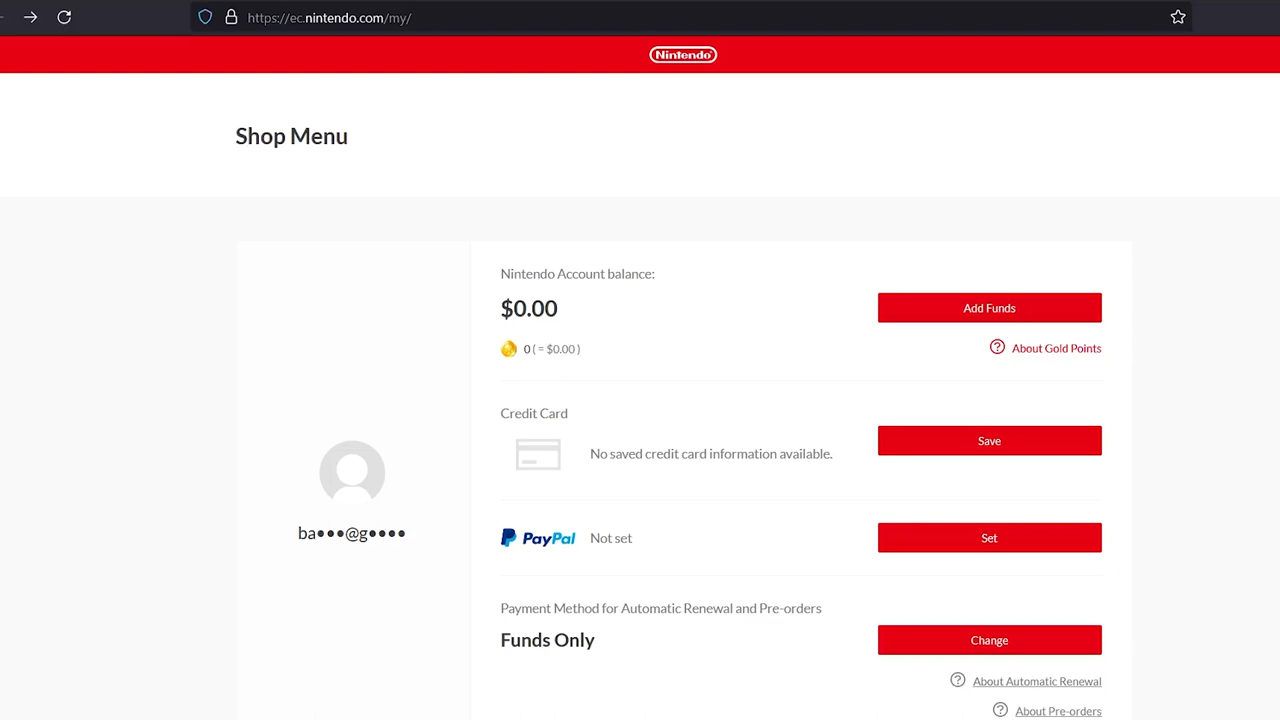 https://ec.nintendo.com/my/
Nintendo
Shop Menu
Nintendo Account balance:
$0.00
Add Funds
0 ( = $0.00 )
About Gold Points
Credit Card
No saved credit card information available.
Save
ba•••@g••••
PayPal
Not set
Set
Payment Method for Automatic Renewal and Pre-orders
Funds Only
Change
About Automatic Renewal
About Pre-orders